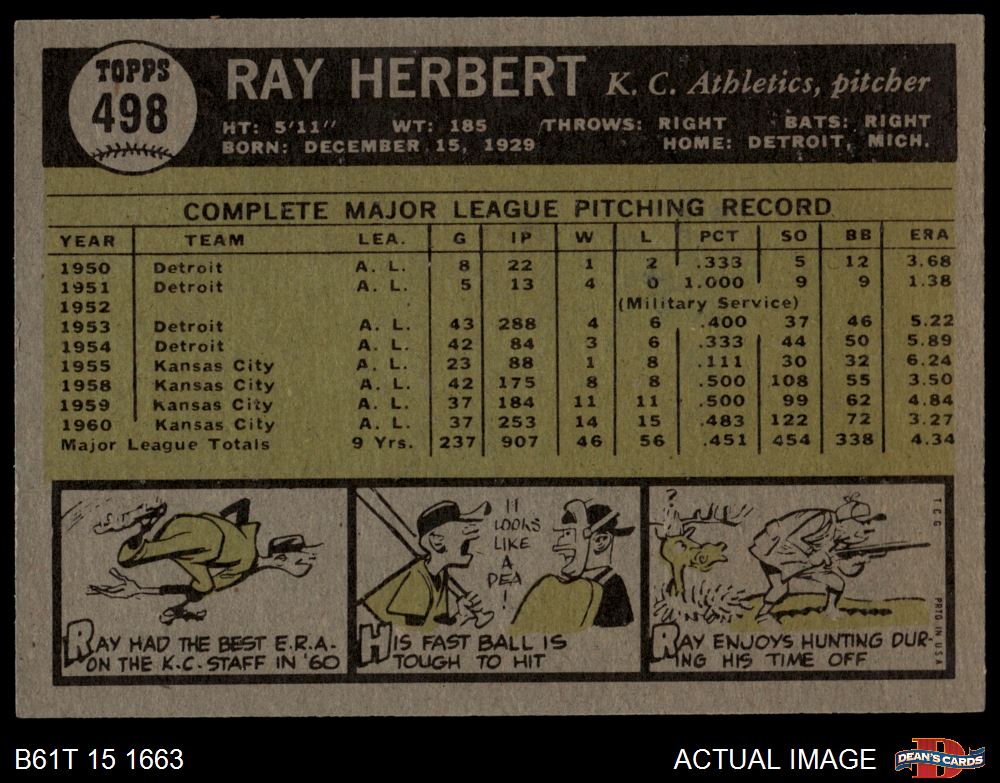 TOPPS
498
RAY HERBERT K. C. Athletics, pitcher
HT: 5'11" WT: 185 THROWS: RIGHT BATS: RIGHT
BORN: DECEMBER 15, 1929 HOME: DETROIT, MICH.
COMPLETE MAJOR LEAGUE PITCHING RECORD
YEAR TEAM LEA. G IP W L PCT SO BB ERA
1950 Detroit A. L. 8 22 1 2 .333 5 12 3.68
1951 Detroit A. L. 5 13 4 0 1.000 9 9 1.38
1952 (Military Service)
1953 Detroit A. L. 43 288 4 6 .400 37 46 5.22
1954 Detroit A. L. 42 84 3 6 .333 44 50 5.89
1955 Kansas City A. L. 23 88 1 8 .111 30 32 6.24
1958 Kansas City A. L. 42 175 8 8 .500 108 55 3.50
1959 Kansas City A. L. 37 184 11 11 .500 99 62 4.84
1960 Kansas City A. L. 37 253 14 15 .483 122 72 3.27
Major League Totals 9 Yrs. 237 907 46 56 .451 454 338 4.34
RAY HAD THE BEST E.R.A.
ON THE K.C. STAFF IN '60
IT
LOOKS
LIKE
A
PEA
!
HIS FAST BALL IS
TOUGH TO HIT
?
RAY ENJOYS HUNTING DUR-
ING HIS TIME OFF
T.C.G.
PRTD. IN U.S.A.
B61T 15 1663
ACTUAL IMAGE
D
DEAN'S CARDS